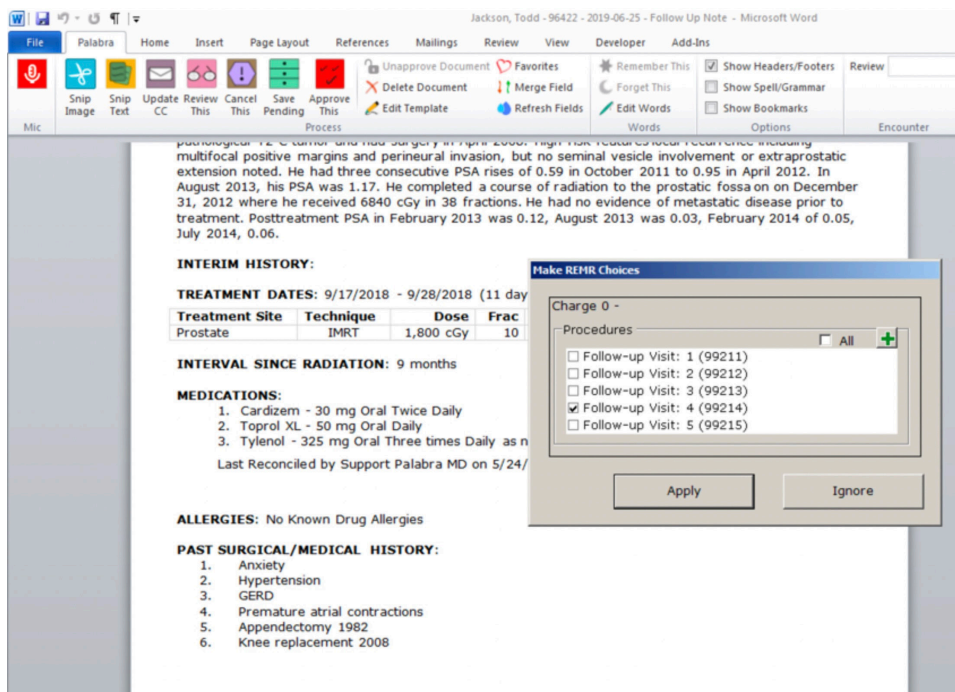 Jackson, Todd - 96422 - 2019-06-25 - Follow Up Note - Microsoft Word
File Palabra Home Insert Page Layout References Mailings Review View Developer Add-Ins
Unapprove Document Favorites Remember This Show Headers/Footers Review
Delete Document Merge Field Forget This Show Spell/Grammar
Edit Template Refresh Fields Edit Words Show Bookmarks
Snip Image
Snip Text
Update CC
Review This
Cancel This
Save Pending
Approve This
Mic Process Words Options Encounter
multifocal positive margins and perineural invasion, but no seminal vesicle involvement or extraprostatic
extension noted. He had three consecutive PSA rises of 0.59 in October 2011 to 0.95 in April 2012. In
August 2013, his PSA was 1.17. He completed a course of radiation to the prostatic fossa on on December
31, 2012 where he received 6840 cGy in 38 fractions. He had no evidence of metastatic disease prior to
treatment. Posttreatment PSA in February 2013 was 0.12, August 2013 was 0.03, February 2014 of 0.05,
July 2014, 0.06.
INTERIM HISTORY:
TREATMENT DATES: 9/17/2018 - 9/28/2018 (11 day
Treatment Site Technique Dose Frac
Prostate IMRT 1,800 cGy 10
INTERVAL SINCE RADIATION: 9 months
MEDICATIONS:
1. Cardizem - 30 mg Oral Twice Daily
2. Toprol XL - 50 mg Oral Daily
3. Tylenol - 325 mg Oral Three times Daily as n
Last Reconciled by Support Palabra MD on 5/24/
ALLERGIES: No Known Drug Allergies
PAST SURGICAL/MEDICAL HISTORY:
1. Anxiety
2. Hypertension
3. GERD
4. Premature atrial contractions
5. Appendectomy 1982
6. Knee replacement 2008
Make REMR Choices
Charge 0 -
Procedures
All
Follow-up Visit: 1 (99211)
Follow-up Visit: 2 (99212)
Follow-up Visit: 3 (99213)
Follow-up Visit: 4 (99214)
Follow-up Visit: 5 (99215)
Apply Ignore